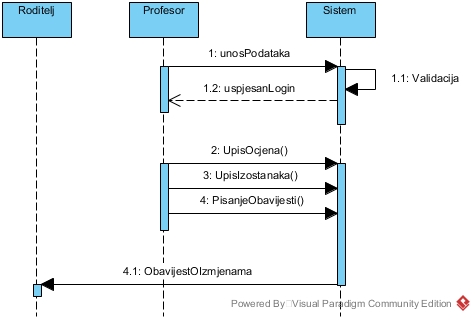 Roditelj
Profesor
Sistem
1: unosPodataka
1.1: Validacija
1.2: uspjesanLogin
2: UpisOcjena()
3: UpisIzostanaka()
4: PisanjeObavijesti()
4.1: ObavijestOIzmjenama
Powered By Visual Paradigm Community Edition